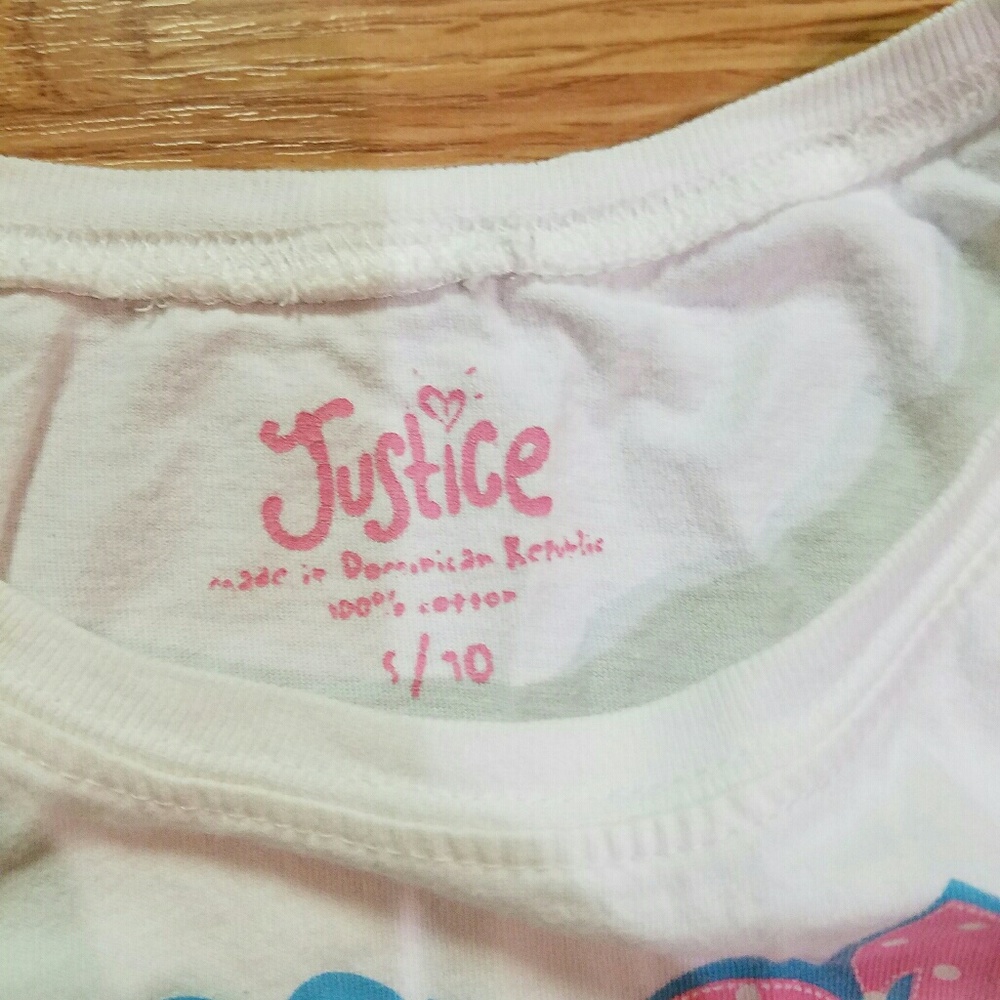 Justice
made in Dominican Republic
100% cotton
s/10